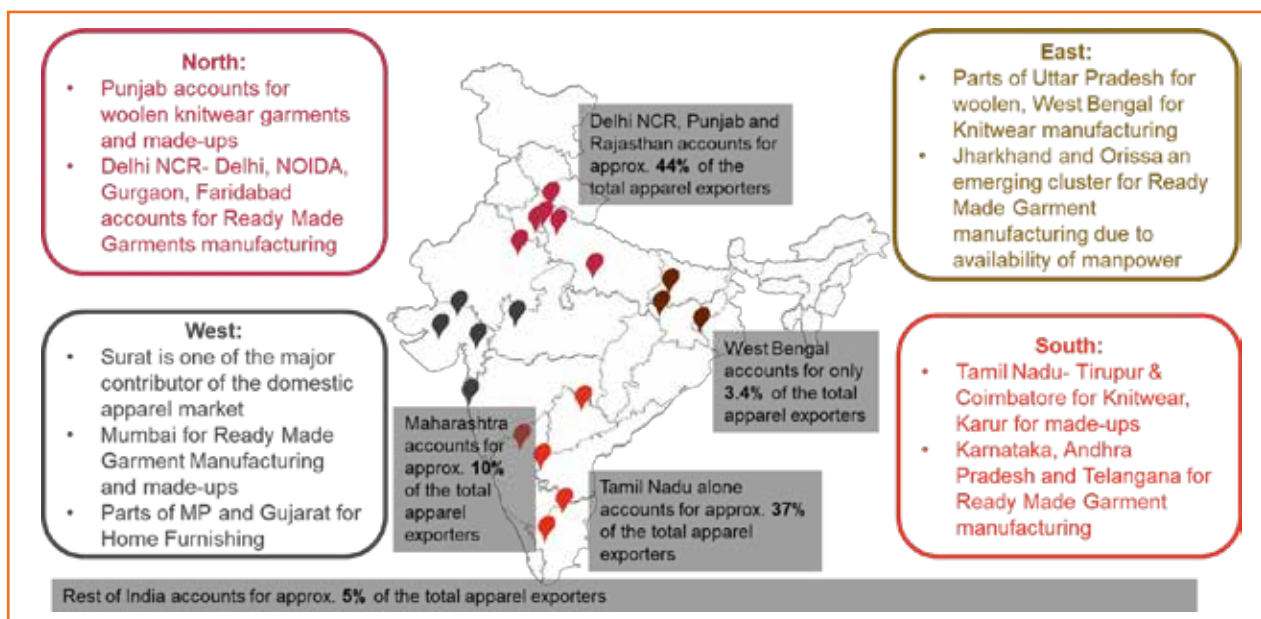 North:
• Punjab accounts for
woolen knitwear garments
and made-ups
• Delhi NCR- Delhi, NOIDA,
Gurgaon, Faridabad
accounts for Ready Made
Garments manufacturing
Delhi NCR, Punjab and
Rajasthan accounts for
approx. 44% of the
total apparel exporters
East:
• Parts of Uttar Pradesh for
woolen, West Bengal for
Knitwear manufacturing
• Jharkhand and Orissa an
emerging cluster for Ready
Made Garment
manufacturing due to
availability of manpower
West:
• Surat is one of the major
contributor of the domestic
apparel market
• Mumbai for Ready Made
Garment Manufacturing
and made-ups
• Parts of MP and Gujarat for
Home Furnishing
Maharashtra
accounts for
approx. 10%
of the total
apparel
exporters
West Bengal
accounts for only
3.4% of the total
apparel exporters
Tamil Nadu alone
accounts for approx. 37%
of the total apparel
exporters
South:
• Tamil Nadu- Tirupur &
Coimbatore for Knitwear,
Karur for made-ups
• Karnataka, Andhra
Pradesh and Telangana for
Ready Made Garment
manufacturing
Rest of India accounts for approx. 5% of the total apparel exporters